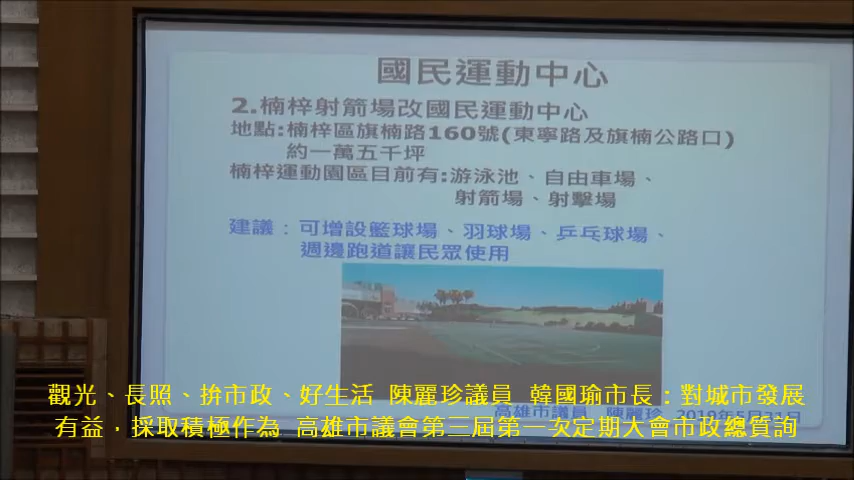 國民運動中心
2.楠梓射箭場改國民運動中心
地點:楠梓區旗楠路160號(東寧路及旗楠公路口)
約一萬五千坪
楠梓運動園區目前有:游泳池、自由車場、
射箭場、射擊場
建議：可增設籃球場、羽球場、乒乓球場、
週邊跑道讓民眾使用
高雄市議員 陳麗珍 2019年5月31日
觀光、長照、拚市政、好生活 陳麗珍議員 韓國瑜市長：對城市發展
有益，採取積極作為 高雄市議會第三屆第一次定期大會市政總質詢